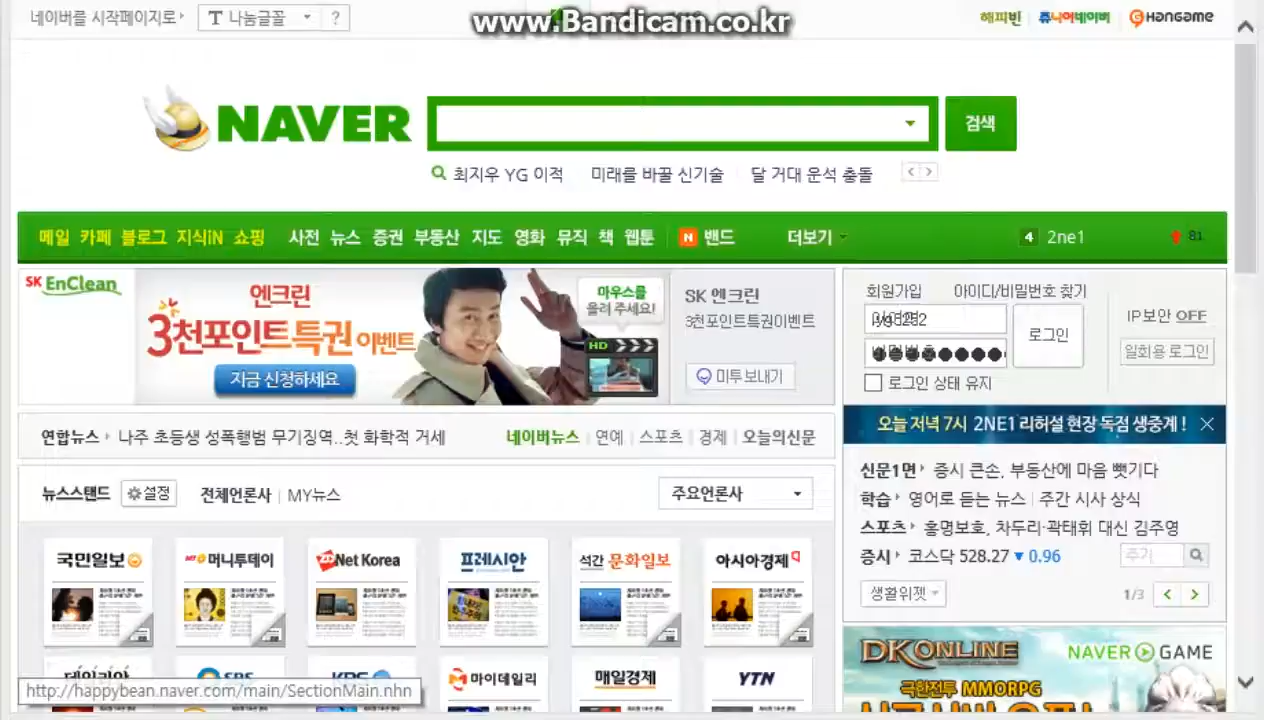 네이버를 시작페이지로 나눔글꼴 ?
www.Bandicam.co.kr
해피빈 쥬니어네이버 HANGAME
NAVER 검색
최지우 YG 이적 미래를 바꿀 신기술 달 거대 운석 충돌
메일 카페 블로그 지식iN 쇼핑 사전 뉴스 증권 부동산 지도 영화 뮤직 책 웹툰 N 밴드 더보기 4 2ne1 81
SK EnClean
엔크린
3천포인트특권 이벤트
지금 신청하세요
마우스를
올려 주세요!
HD
SK 엔크린
3천포인트특권이벤트
미투보내기
회원가입 아이디/비밀번호 찾기
로그인
로그인 상태 유지
IP보안 OFF
일회용 로그인
오늘 저녁 7시 2NE1 리허설 현장 독점 생중계!
연합뉴스 나주 초등생 성폭행범 무기징역..첫 화학적 거세
네이버뉴스 연예 스포츠 경제 오늘의신문
신문1면 증시 큰손, 부동산에 마음 뺏기다
학습 영어로 듣는 뉴스 주간 시사 상식
스포츠 홍명보호, 차두리·곽태휘 대신 김주영
증시 코스닥 528.27 ▼ 0.96 주가
생활위젯 1/3
뉴스스탠드 설정 전체언론사 MY뉴스 주요언론사
국민일보 머니투데이 ZDNet Korea 프레시안 석간 문화일보 아시아경제
데일리안 SBS KBS 마이데일리 매일경제 YTN
DK ONLINE NAVER GAME
극한전투 MMORPG
http://happybean.naver.com/main/SectionMain.nhn